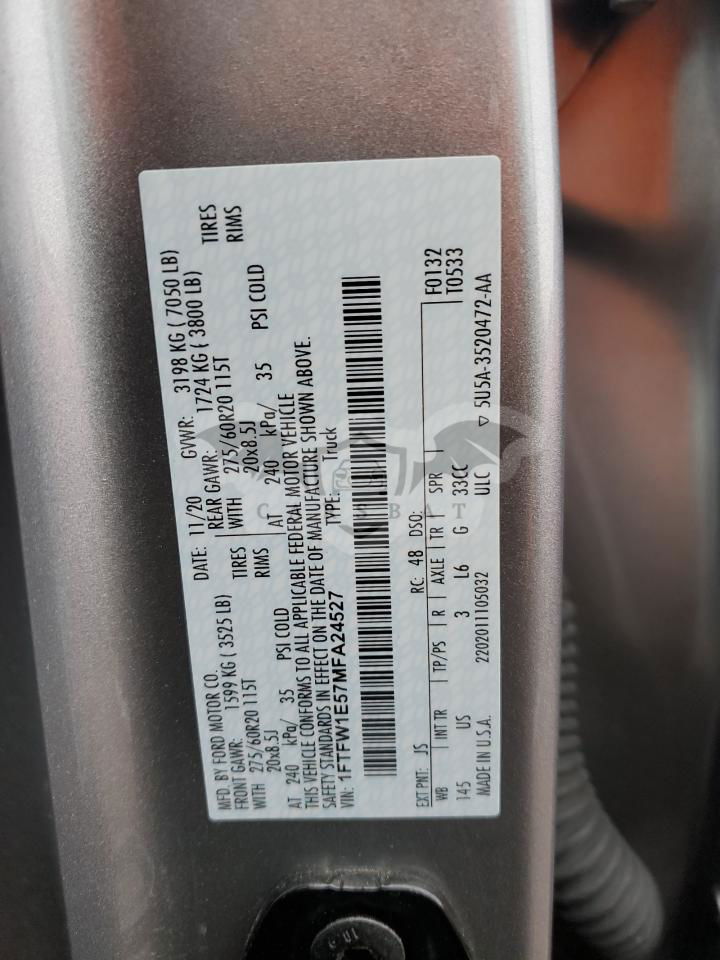 MFD. BY FORD MOTOR CO.
DATE: 11/20 GVWR: 3198 KG ( 7050 LB)
FRONT GAWR: 1599 KG ( 3525 LB) REAR GAWR: 1724 KG ( 3800 LB)
WITH 275/60R20 115T TIRES WITH 275/60R20 115T TIRES
20x8.5J RIMS 20x8.5J RIMS
AT 240 kPa/ 35 PSI COLD AT 240 kPa/ 35 PSI COLD
THIS VEHICLE CONFORMS TO ALL APPLICABLE FEDERAL MOTOR VEHICLE
SAFETY STANDARDS IN EFFECT ON THE DATE OF MANUFACTURE SHOWN ABOVE.
VIN: 1FTFW1E57MFA24527 TYPE: Truck
EXT PNT: JS RC: 48 DSO: F0132
WB INT TR TP/PS R AXLE TR SPR T0533
145 US 3 L6 G 33CC
MADE IN U.S.A. 2202011105032 ULC ▽ 5U5A-3520472-AA
10.9